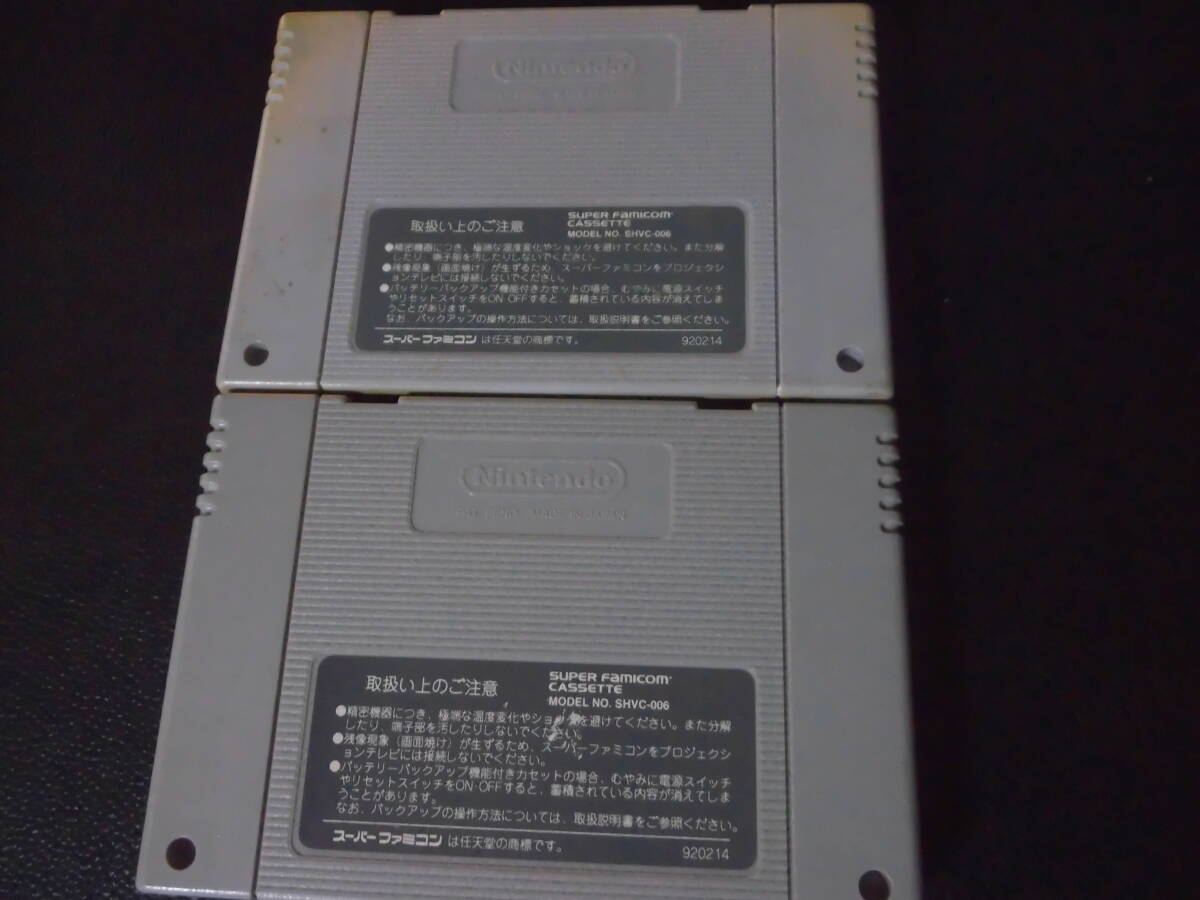 Nintendo
取扱い上のご注意
SUPER FAMICOM
CASSETTE
MODEL NO. SHVC-006
●精密機器につき、極端な温度変化やショックを避けてください。また分解
したり、端子部を汚したりしないでください。
●残像現象（画面焼け）が生ずるため、スーパーファミコンをプロジェクシ
ョンテレビには接続しないでください。
●バッテリーバックアップ機能付きカセットの場合、むやみに電源スイッチ
やリセットスイッチをON・OFFすると、蓄積されている内容が消えてしま
うことがあります。
なお、バックアップの操作方法については、取扱説明書をご参照ください。
スーパーファミコン は任天堂の商標です。 920214
Nintendo
MADE IN JAPAN
取扱い上のご注意
SUPER FAMICOM
CASSETTE
MODEL NO. SHVC-006
●精密機器につき、極端な温度変化やショックを避けてください。また分解
したり、端子部を汚したりしないでください。
●残像現象（画面焼け）が生ずるため、スーパーファミコンをプロジェクシ
ョンテレビには接続しないでください。
●バッテリーバックアップ機能付きカセットの場合、むやみに電源スイッチ
やリセットスイッチをON・OFFすると、蓄積されている内容が消えてしま
うことがあります。
なお、バックアップの操作方法については、取扱説明書をご参照ください。
スーパーファミコン は任天堂の商標です。 920214